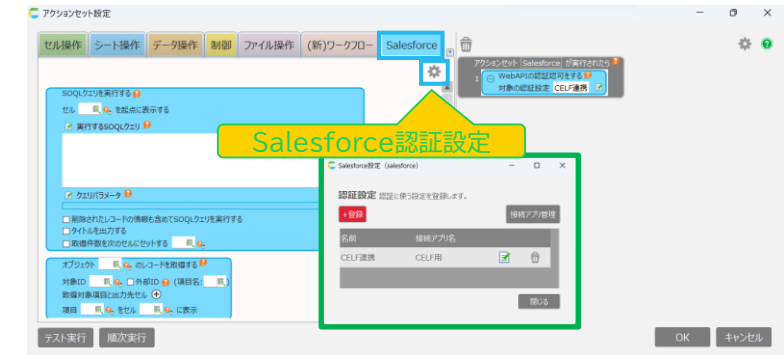 アクションセット設定
セル操作 シート操作 データ操作 制御 ファイル操作 (新)ワークフロー Salesforce
アクションセット Salesforce が実行されたら
1 WebAPIの認証認可をする
対象の認証設定 CELF連携
SOQLクエリを実行する
セル を起点に表示する
実行するSOQLクエリ
Salesforce認証設定
クエリパラメータ
削除されたレコードの情報も含めてSOQLクエリを実行する
タイトルを出力する
取得件数を次のセルにセットする
オブジェクト のレコードを取得する
対象ID 外部ID (項目名: )
取得対象項目と出力先セル
項目 をセル に表示
Salesforce設定 (salesforce)
認証設定 認証に使う設定を登録します。
+登録 接続アプリ管理
名前 接続アプリ名
CELF連携 CELF用
閉じる
テスト実行 順次実行 OK キャンセル